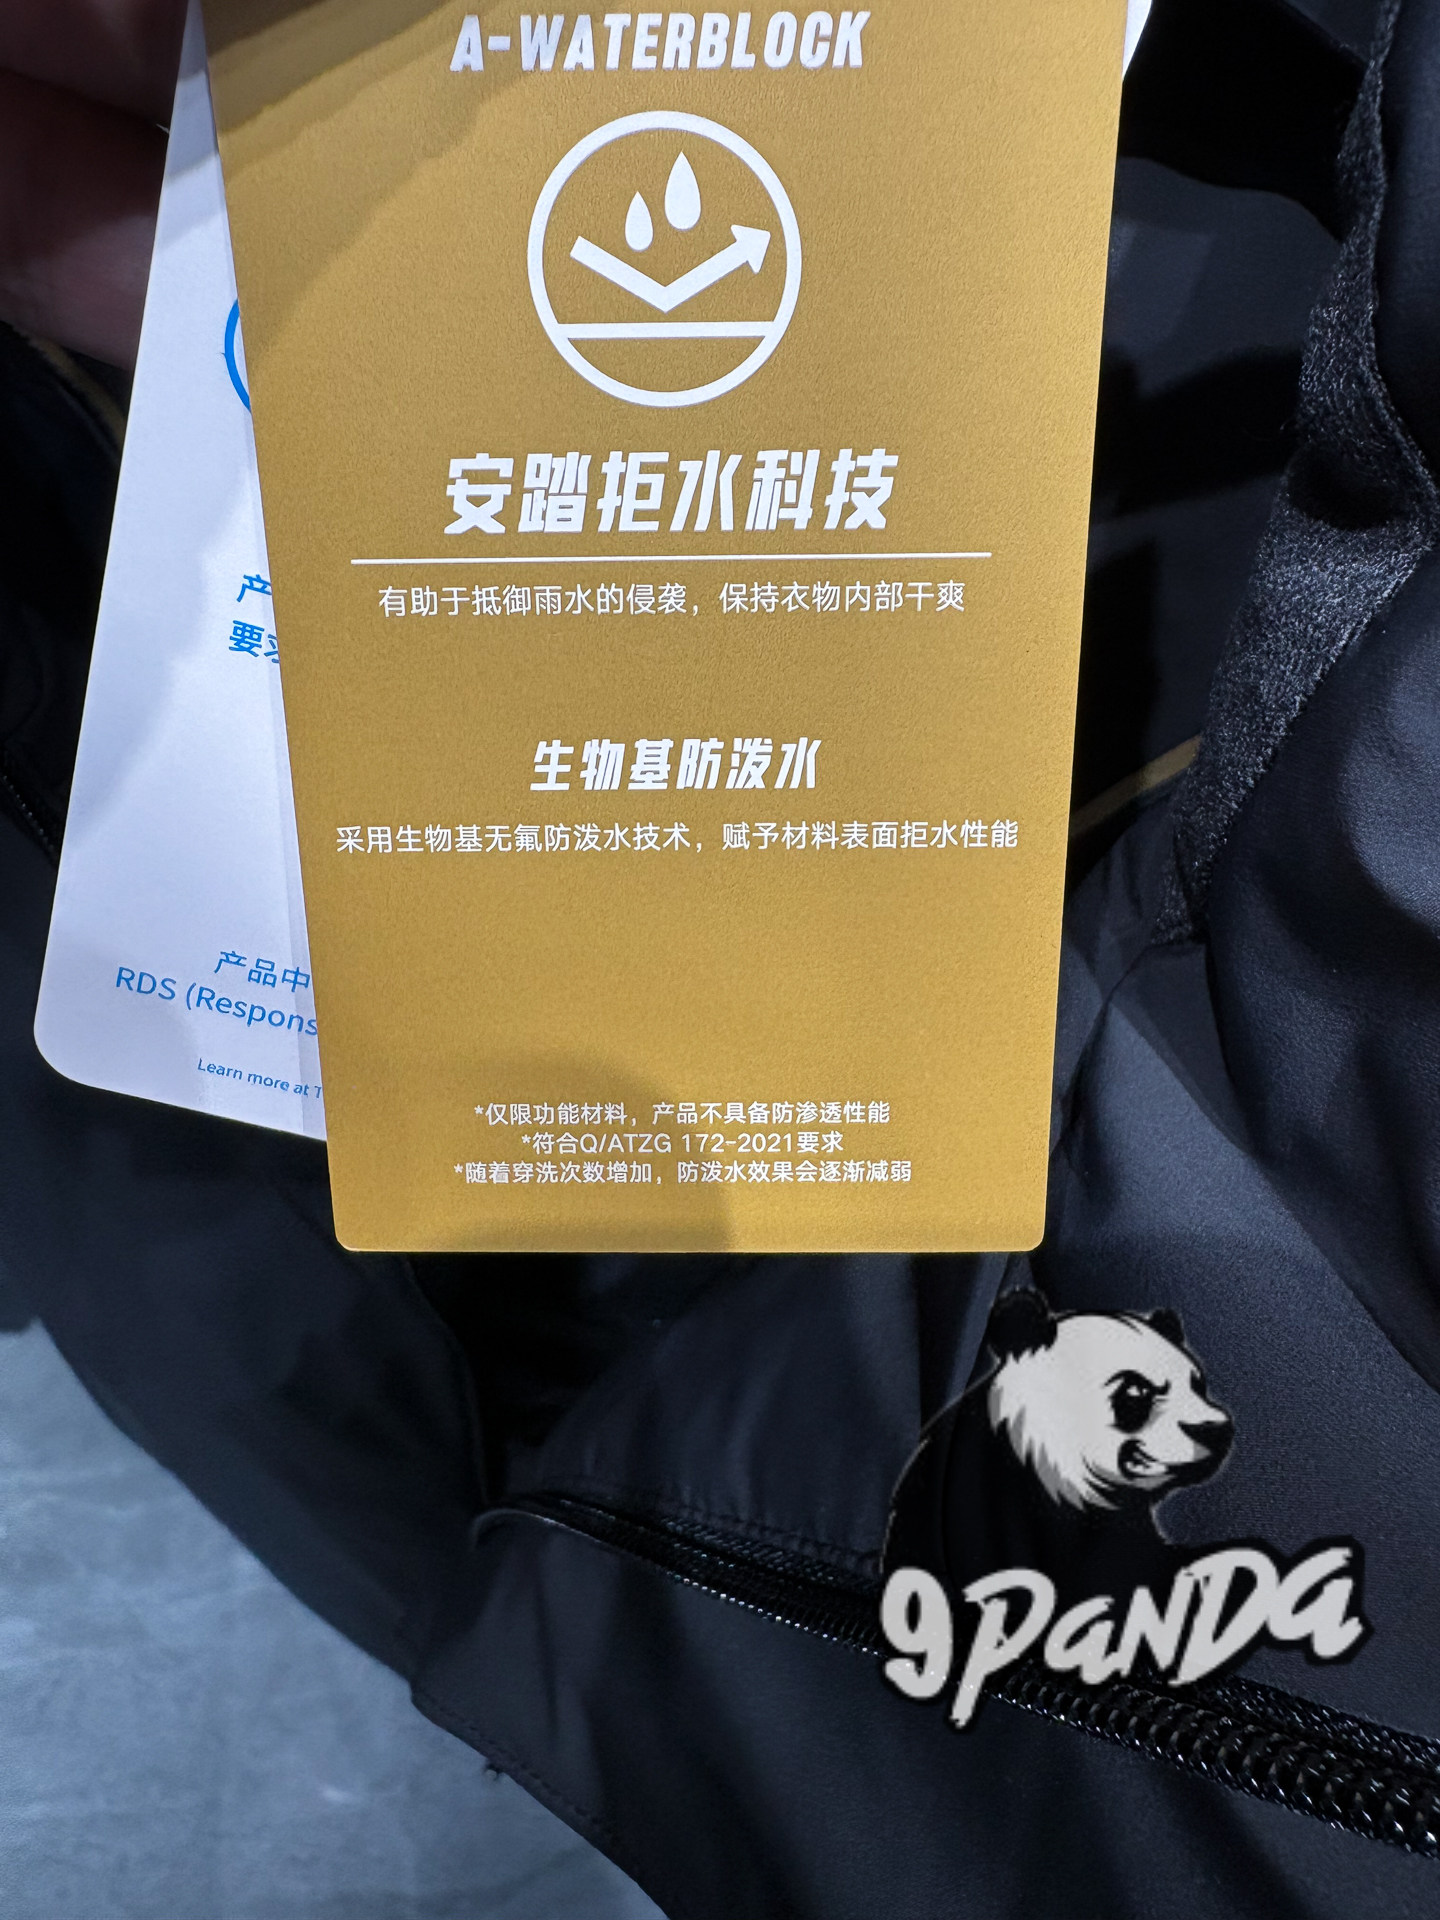 A-WATERBLOCK
安踏拒水科技
有助于抵御雨水的侵袭，保持衣物内部干爽
生物基防泼水
采用生物基无氟防泼水技术，赋予材料表面拒水性能
*仅限功能材料，产品不具备防渗透性能
*符合Q/ATZG 172-2021要求
*随着穿洗次数增加，防泼水效果会逐渐减弱
产
要求
产品中
RDS (Respons
Learn more at T
9PANDA